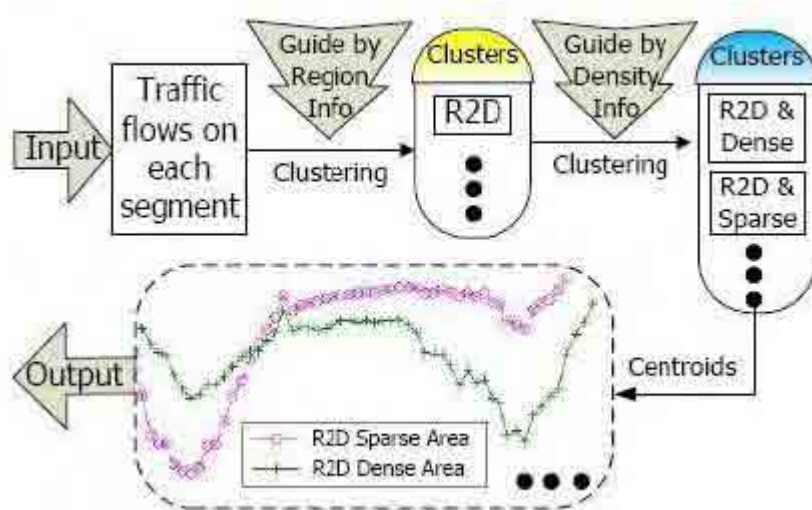 Input
Traffic
flows on
each
segment
Guide by
Region
Info
Clustering
Clusters
R2D
Guide by
Density
Info
Clustering
Clusters
R2D &
Dense
R2D &
Sparse
Centroids
Output
R2D Sparse Area
R2D Dense Area